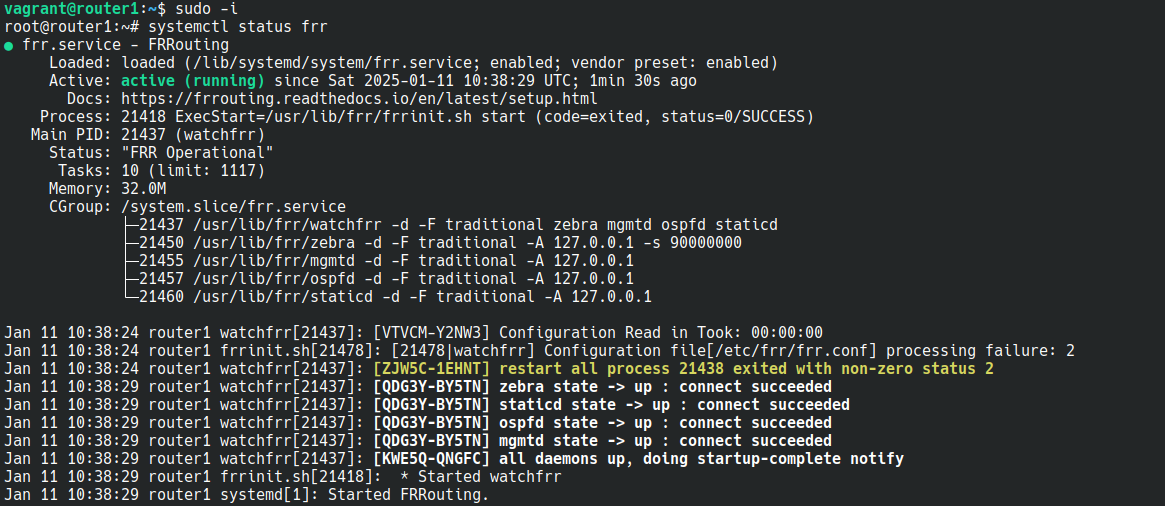 vagrant@router1:~$ sudo -i
root@router1:~# systemctl status frr
● frr.service - FRRouting
     Loaded: loaded (/lib/systemd/system/frr.service; enabled; vendor preset: enabled)
     Active: active (running) since Sat 2025-01-11 10:38:29 UTC; 1min 30s ago
       Docs: https://frrouting.readthedocs.io/en/latest/setup.html
    Process: 21418 ExecStart=/usr/lib/frr/frrinit.sh start (code=exited, status=0/SUCCESS)
   Main PID: 21437 (watchfrr)
     Status: "FRR Operational"
      Tasks: 10 (limit: 1117)
     Memory: 32.0M
     CGroup: /system.slice/frr.service
             ├─21437 /usr/lib/frr/watchfrr -d -F traditional zebra mgmtd ospfd staticd
             ├─21450 /usr/lib/frr/zebra -d -F traditional -A 127.0.0.1 -s 90000000
             ├─21455 /usr/lib/frr/mgmtd -d -F traditional -A 127.0.0.1
             ├─21457 /usr/lib/frr/ospfd -d -F traditional -A 127.0.0.1
             └─21460 /usr/lib/frr/staticd -d -F traditional -A 127.0.0.1

Jan 11 10:38:24 router1 watchfrr[21437]: [VTVCM-Y2NW3] Configuration Read in Took: 00:00:00
Jan 11 10:38:24 router1 frrinit.sh[21478]: [21478|watchfrr] Configuration file[/etc/frr/frr.conf] processing failure: 2
Jan 11 10:38:24 router1 watchfrr[21437]: [ZJW5C-1EHNT] restart all process 21438 exited with non-zero status 2
Jan 11 10:38:29 router1 watchfrr[21437]: [QDG3Y-BY5TN] zebra state -> up : connect succeeded
Jan 11 10:38:29 router1 watchfrr[21437]: [QDG3Y-BY5TN] staticd state -> up : connect succeeded
Jan 11 10:38:29 router1 watchfrr[21437]: [QDG3Y-BY5TN] ospfd state -> up : connect succeeded
Jan 11 10:38:29 router1 watchfrr[21437]: [QDG3Y-BY5TN] mgmtd state -> up : connect succeeded
Jan 11 10:38:29 router1 watchfrr[21437]: [KWE5Q-QNGFC] all daemons up, doing startup-complete notify
Jan 11 10:38:29 router1 frrinit.sh[21418]:  * Started watchfrr
Jan 11 10:38:29 router1 systemd[1]: Started FRRouting.